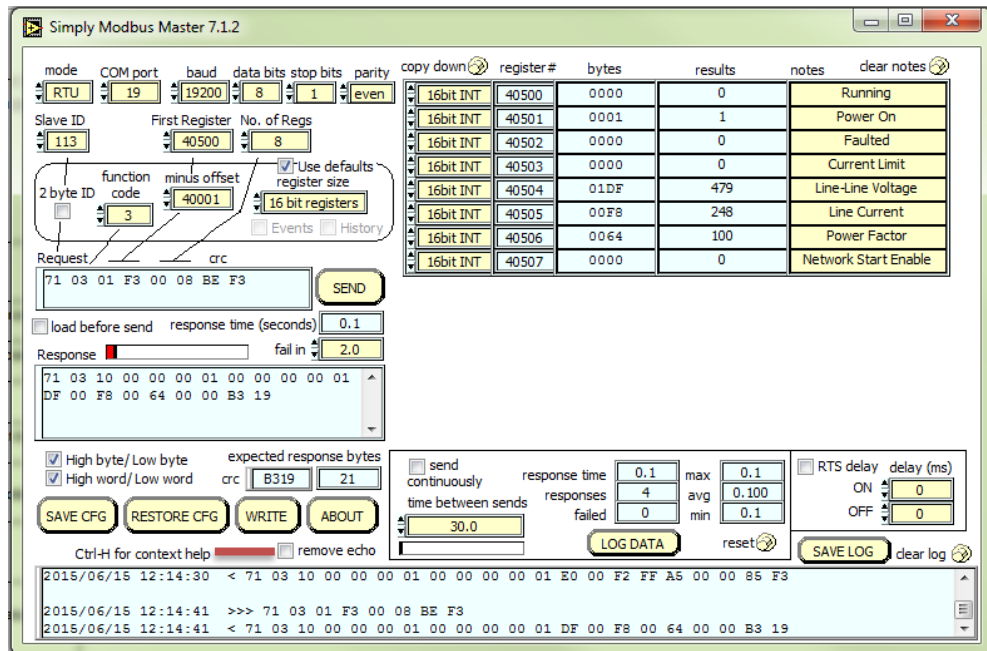 Simply Modbus Master 7.1.2
mode COM port baud data bits stop bits parity
RTU 19 19200 8 1 even
Slave ID First Register No. of Regs
113 40500 8
Use defaults
2 byte ID function code minus offset register size
3 40001 16 bit registers
Events History
Request crc
71 03 01 F3 00 08 BE F3
SEND
load before send response time (seconds) 0.1
Response fail in 2.0
71 03 10 00 00 00 01 00 00 00 00 01
DF 00 F8 00 64 00 00 B3 19
High byte/Low byte expected response bytes
High word/Low word crc B319 21
SAVE CFG RESTORE CFG WRITE ABOUT
Ctrl-H for context help remove echo
copy down register# bytes results notes clear notes
16bit INT 40500 0000 0 Running
16bit INT 40501 0001 1 Power On
16bit INT 40502 0000 0 Faulted
16bit INT 40503 0000 0 Current Limit
16bit INT 40504 01DF 479 Line-Line Voltage
16bit INT 40505 00F8 248 Line Current
16bit INT 40506 0064 100 Power Factor
16bit INT 40507 0000 0 Network Start Enable
send continuously response time 0.1 max 0.1
time between sends responses 4 avg 0.100
30.0 failed 0 min 0.1
LOG DATA reset
RTS delay delay (ms)
ON 0
OFF 0
SAVE LOG clear log
2015/06/15 12:14:30 < 71 03 10 00 00 00 01 00 00 00 00 01 E0 00 F2 FF A5 00 00 85 F3
2015/06/15 12:14:41 >>> 71 03 01 F3 00 08 BE F3
2015/06/15 12:14:41 < 71 03 10 00 00 00 01 00 00 00 00 01 DF 00 F8 00 64 00 00 B3 19